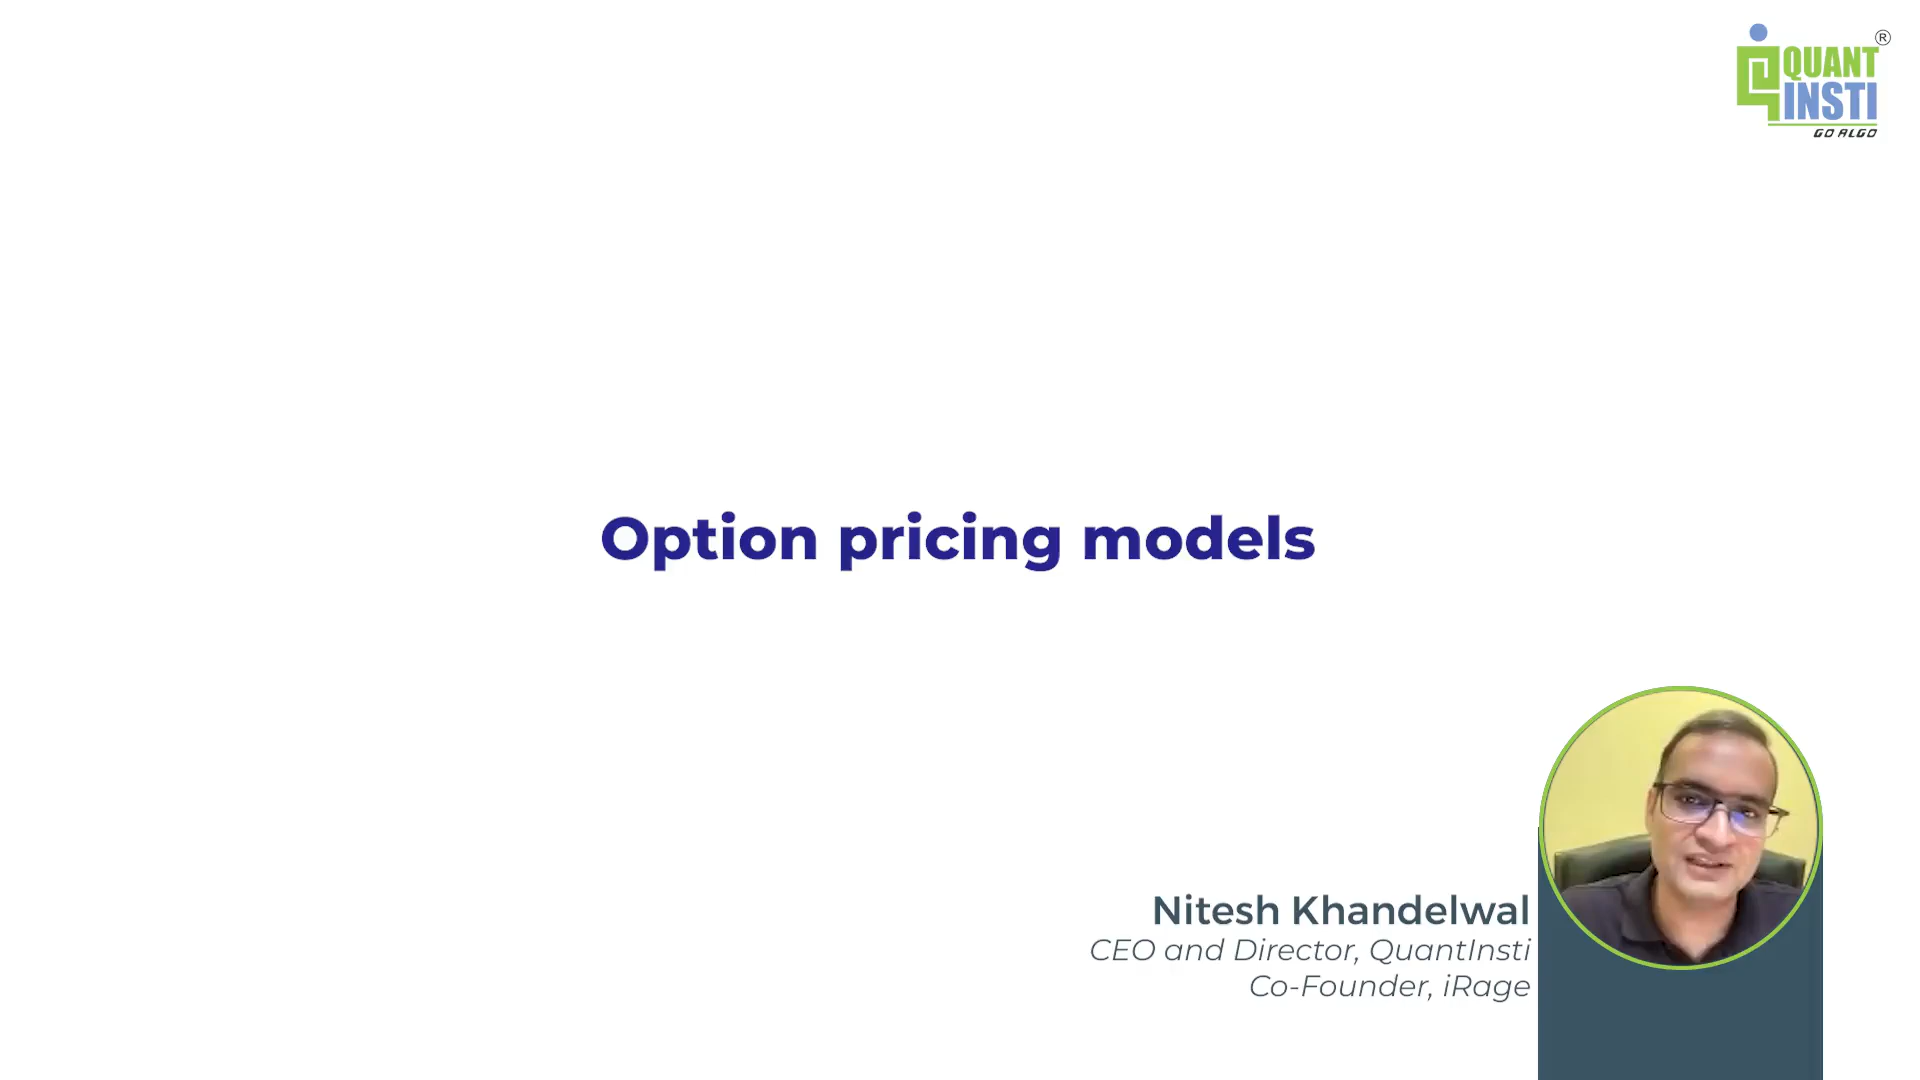 QUANT
INSTI
®
GO ALGO
Option pricing models
Nitesh Khandelwal
CEO and Director, QuantInsti
Co-Founder, iRage